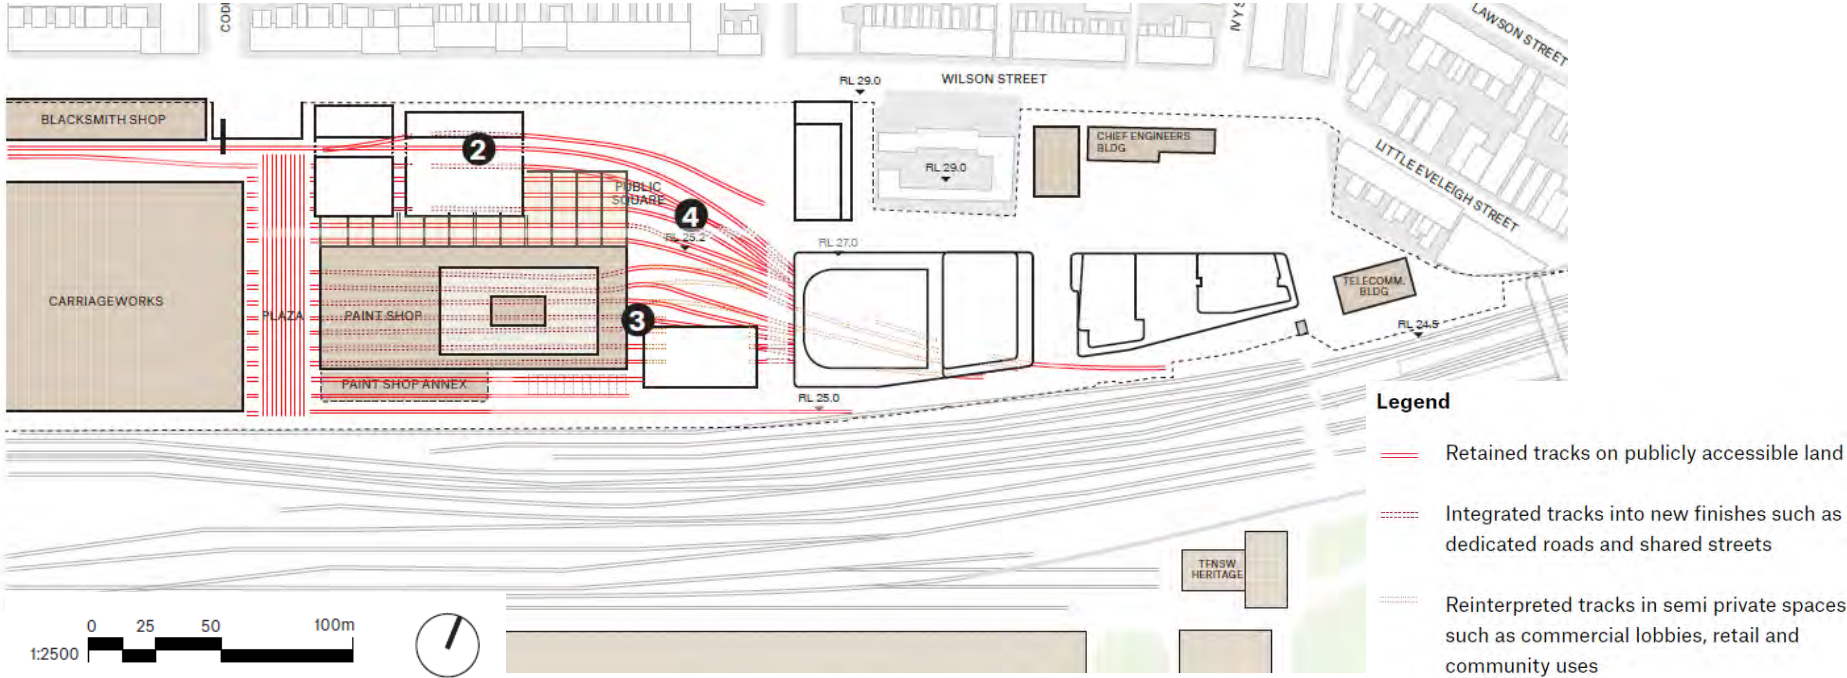 CODR
IVY S
LAWSON STREET
RL 29.0
WILSON STREET
BLACKSMITH SHOP
CHIEF ENGINEERS
BLDG
LITTLE EVELEIGH STREET
2
RL 29.0
PUBLIC
SQUARE
4
RL 25.2
RL 27.0
CARRIAGEWORKS
PLAZA
PAINT SHOP
3
TELECOMM.
BLDG
RL 24.5
PAINT SHOP ANNEX
RL 25.0
Legend
Retained tracks on publicly accessible land
Integrated tracks into new finishes such as
dedicated roads and shared streets
Reinterpreted tracks in semi private spaces
such as commercial lobbies, retail and
community uses
TFNSW
HERITAGE
0 25 50 100m
1:2500